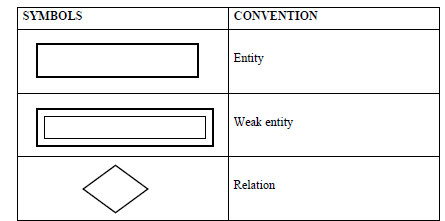 SYMBOLS CONVENTION
Entity
Weak entity
Relation